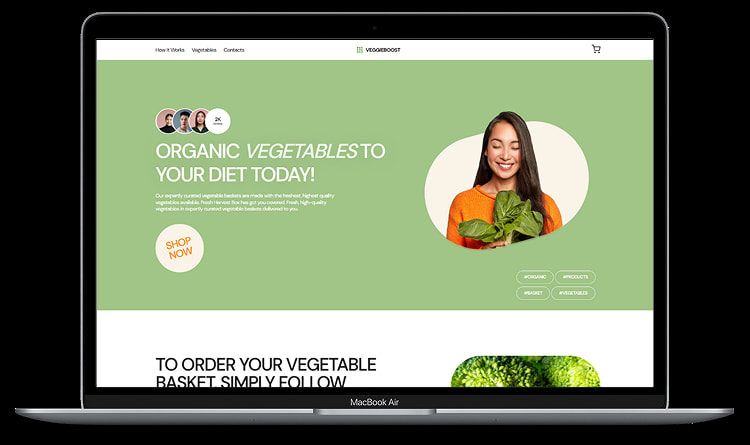 How It Works Vegetables Contacts
VEGGIEBOOST
2K
ORGANIC VEGETABLES TO
YOUR DIET TODAY!
Our expertly curated vegetable baskets are made with the freshest, highest quality
vegetables available. Fresh Harvest Box has got you covered. Fresh, high-quality
vegetables in expertly curated vegetable baskets delivered to you.
SHOP
NOW
#ORGANIC #PRODUCTS
#BASKET #VEGETABLES
TO ORDER YOUR VEGETABLE
BASKET, SIMPLY FOLLOW
MacBook Air